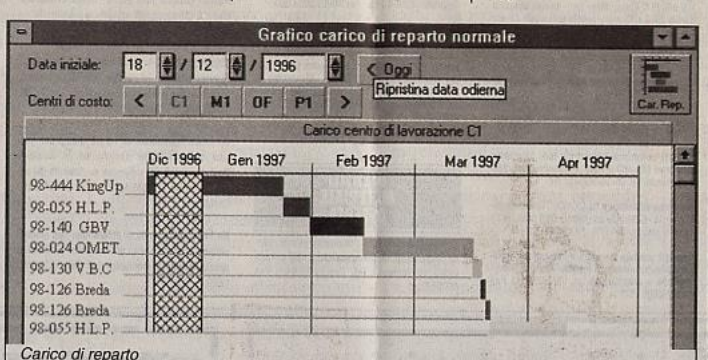 Grafico carico di reparto normale
Data iniziale: 18 / 12 / 1996 < Oggi
Ripristina data odierna
Centri di costo: < C1 M1 OF P1 > Car. Rep.
Carico centro di lavorazione C1
Dic 1996 Gen 1997 Feb 1997 Mar 1997 Apr 1997
98-444 KingUp
98-055 H.L.P.
98-140 GBV
98-024 OMET
98-130 V.B.C
98-126 Breda
98-126 Breda
98-055 H.L.P.
Carico di reparto